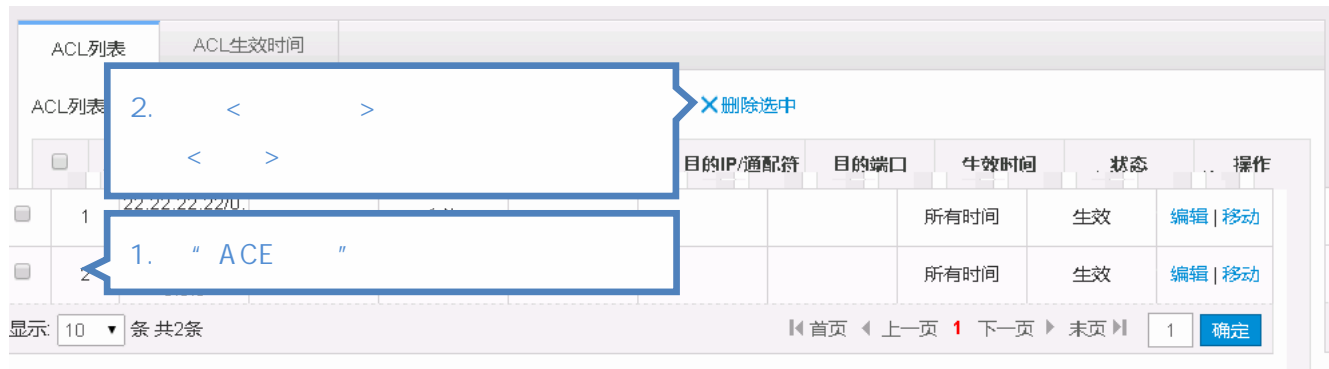 ACL列表 ACL生效时间
ACL列表
2. < >
< >
删除选中
目的IP/通配符 目的端口 生效时间 状态 操作
1 22.22.22.22/0. 所有时间 生效 编辑 | 移动
1. “ ACE ”
2 所有时间 生效 编辑 | 移动
显示: 10 条 共2条 首页 上一页 1 下一页 末页 1 确定